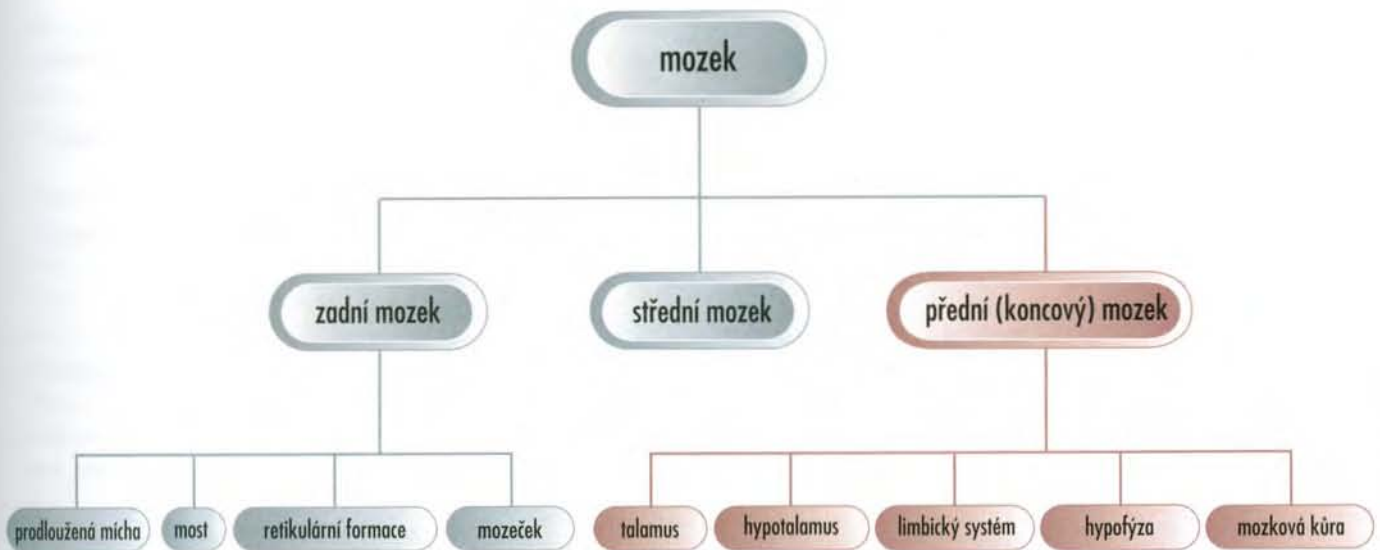 mozek
zadní mozek
střední mozek
přední (koncový) mozek
prodloužená mícha
most
retikulární formace
mozeček
talamus
hypotalamus
limbický systém
hypofýza
mozková kůra